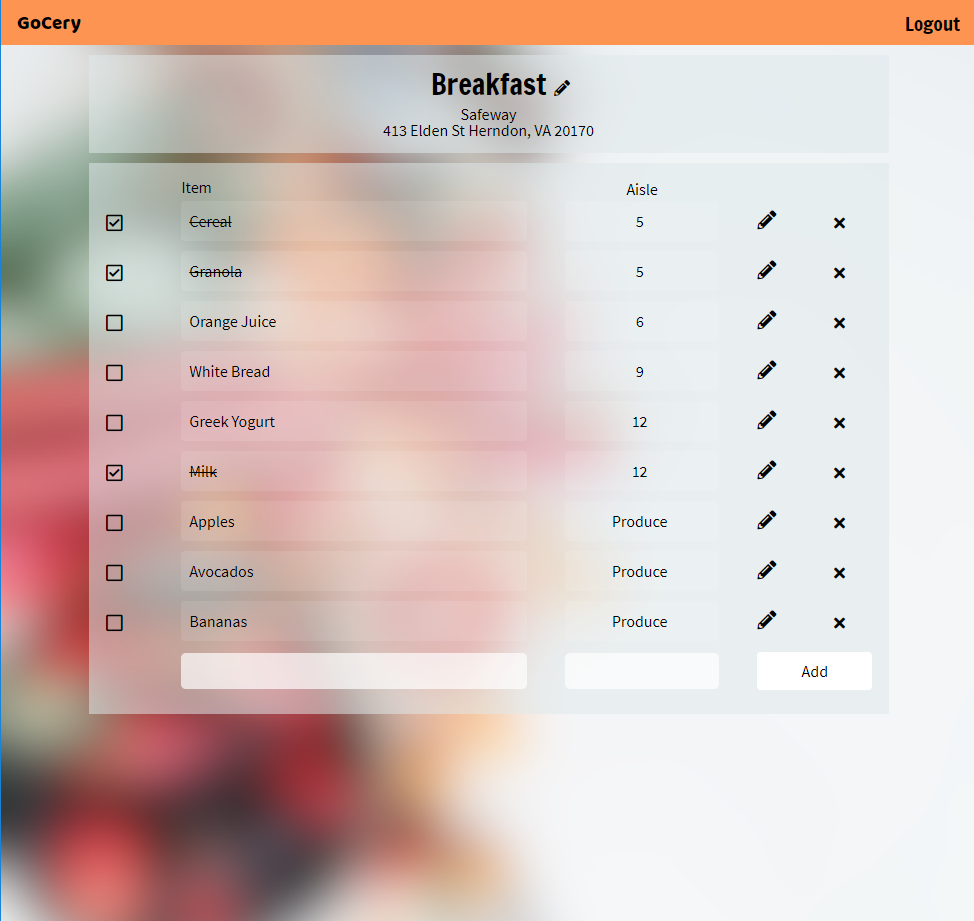 GoCery Logout
Breakfast
Safeway
413 Elden St Herndon, VA 20170
Item Aisle
Cereal 5
Granola 5
Orange Juice 6
White Bread 9
Greek Yogurt 12
Milk 12
Apples Produce
Avocados Produce
Bananas Produce
Add